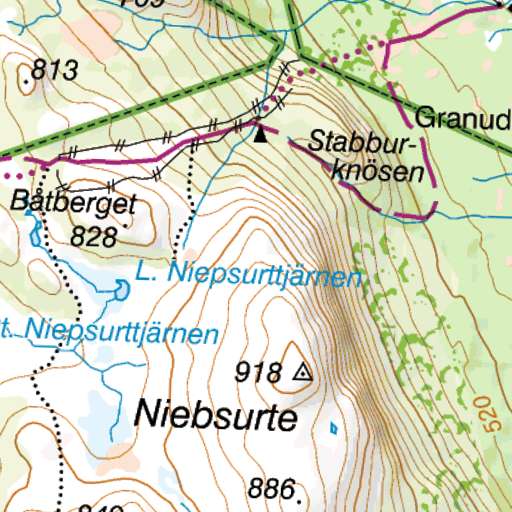 813
Granud
Stabbur-
knösen
Båtberget
828
L. Niepsurttjärnen
t. Niepsurttjärnen
918
Niebsurte
520
886